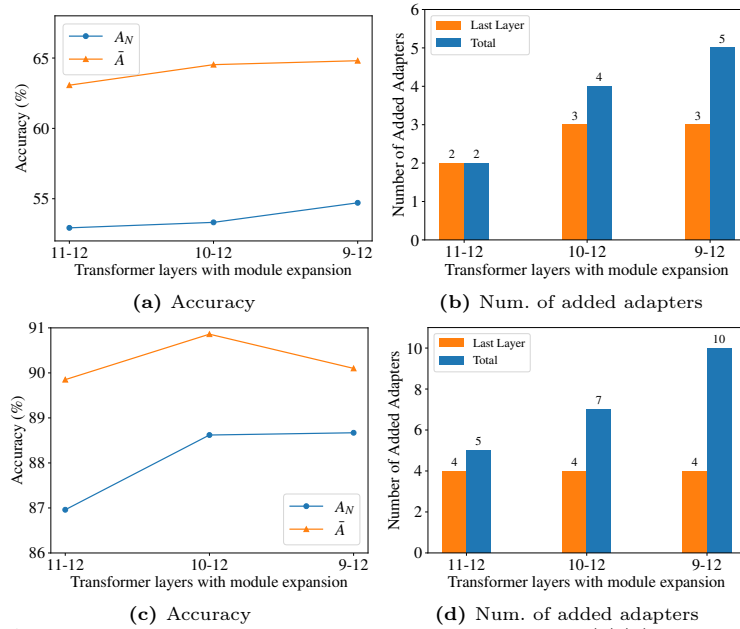 65
60
55
Accuracy (%)
A_N
Ā
11-12 10-12 9-12
Transformer layers with module expansion
(a) Accuracy
6
5
4
3
2
1
0
Number of Added Adapters
Last Layer
Total
2 2 3 4 3 5
11-12 10-12 9-12
Transformer layers with module expansion
(b) Num. of added adapters
91
90
89
88
87
86
Accuracy (%)
A_N
Ā
11-12 10-12 9-12
Transformer layers with module expansion
(c) Accuracy
10
8
6
4
2
0
Number of Added Adapters
Last Layer
Total
4 5 4 7 4 10
11-12 10-12 9-12
Transformer layers with module expansion
(d) Num. of added adapters